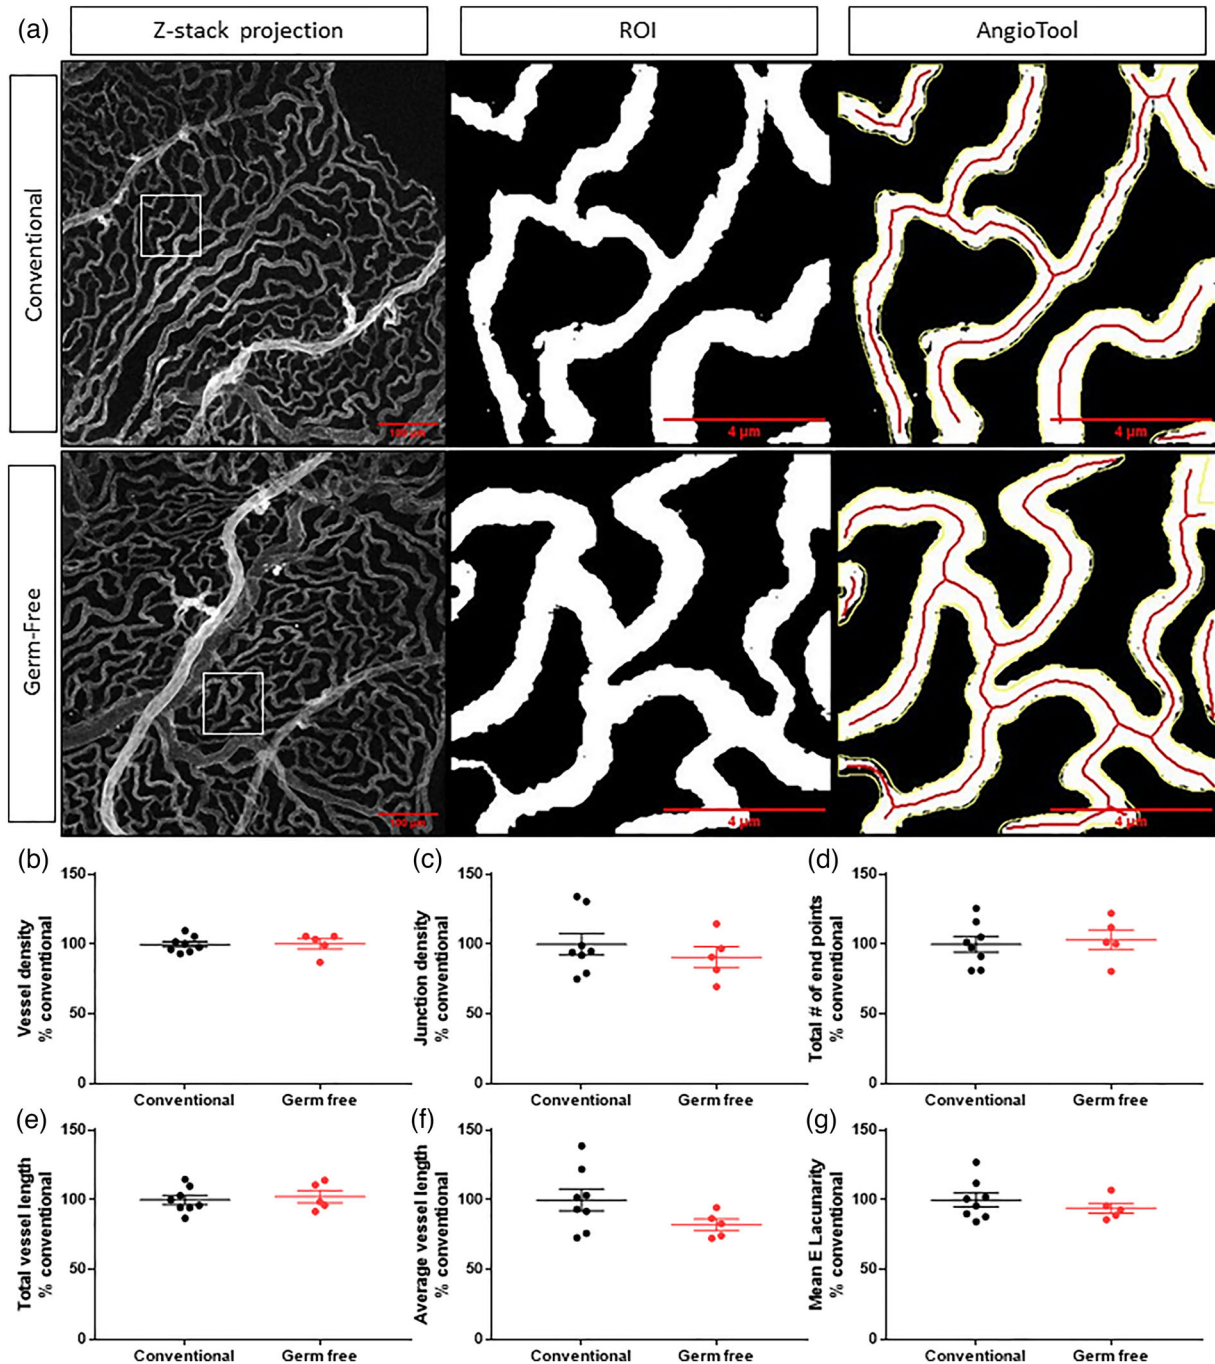 (a)
Z-stack projection
ROI
AngioTool
Conventional
100 µm
4 µm
4 µm
Germ-Free
100 µm
4 µm
4 µm
(b)
Vessel density
% conventional
150
100
50
0
Conventional
Germ free
(c)
Junction density
% conventional
150
100
50
0
Conventional
Germ free
(d)
Total # of end points
% conventional
150
100
50
0
Conventional
Germ free
(e)
Total vessel length
% conventional
150
100
50
0
Conventional
Germ free
(f)
Average vessel length
% conventional
150
100
50
0
Conventional
Germ free
(g)
Mean E Lacunarity
% conventional
150
100
50
0
Conventional
Germ free